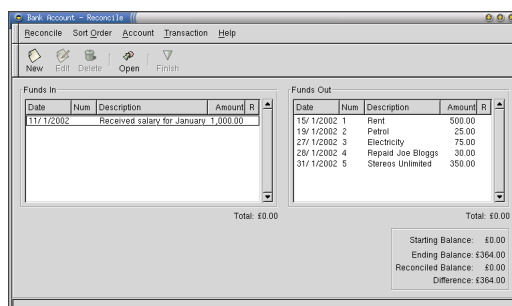 Bank Account - Reconcile
Reconcile Sort Order Account Transaction Help
New Edit Delete Open Finish
Funds In
Date Num Description Amount R
11/ 1/2002 Received salary for January 1,000.00
Total: £0.00
Funds Out
Date Num Description Amount R
15/ 1/2002 1 Rent 500.00
19/ 1/2002 2 Petrol 25.00
27/ 1/2002 3 Electricity 75.00
28/ 1/2002 4 Repaid Joe Bloggs 30.00
31/ 1/2002 5 Stereos Unlimited 350.00
Total: £0.00
Starting Balance: £0.00
Ending Balance: £364.00
Reconciled Balance: £0.00
Difference: £364.00